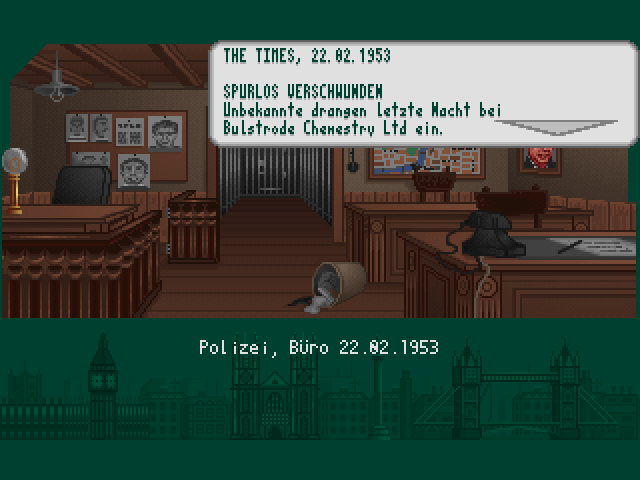 THE TIMES, 22.02.1953
SPURLOS VERSCHWUNDEN
Unbekannte drangen letzte Nacht bei
Bulstrode Chemestry Ltd ein.
Polizei, Büro 22.02.1953